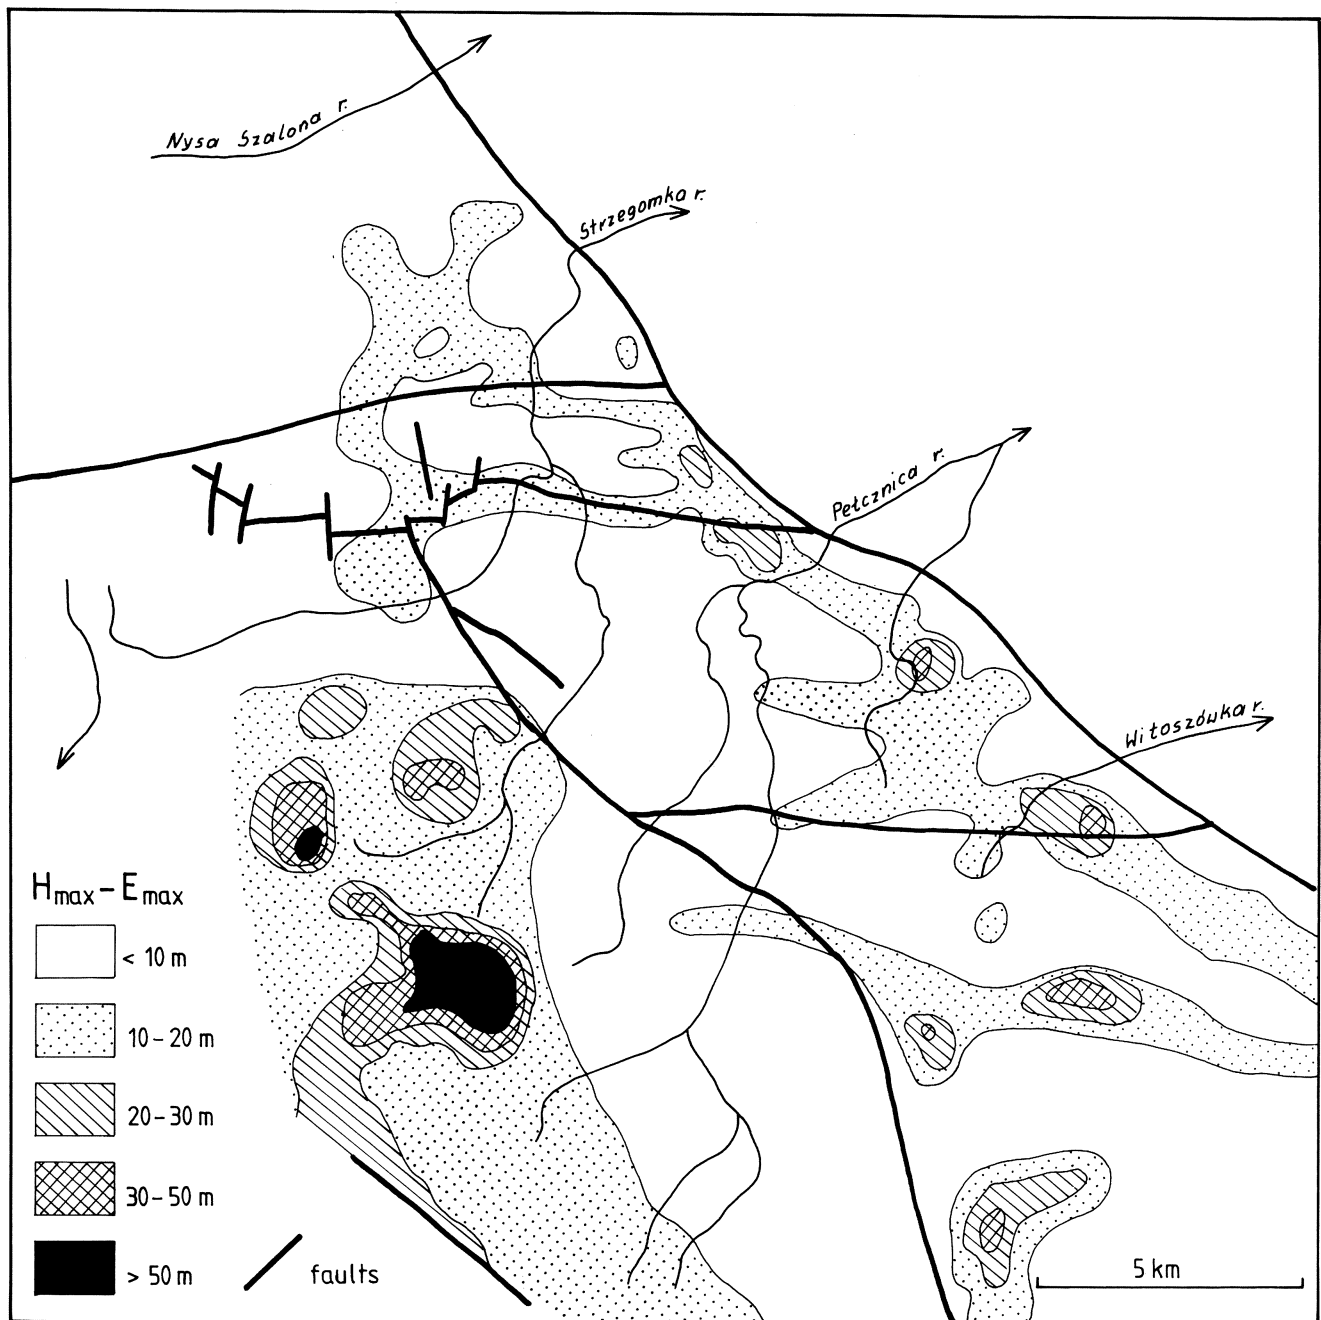 Nysa Szalona r.
Strzegomka r.
Pełcznica r.
Witoszówka r.
Hmax – Emax
< 10 m
10 – 20 m
20 – 30 m
30 – 50 m
> 50 m
faults
5 km